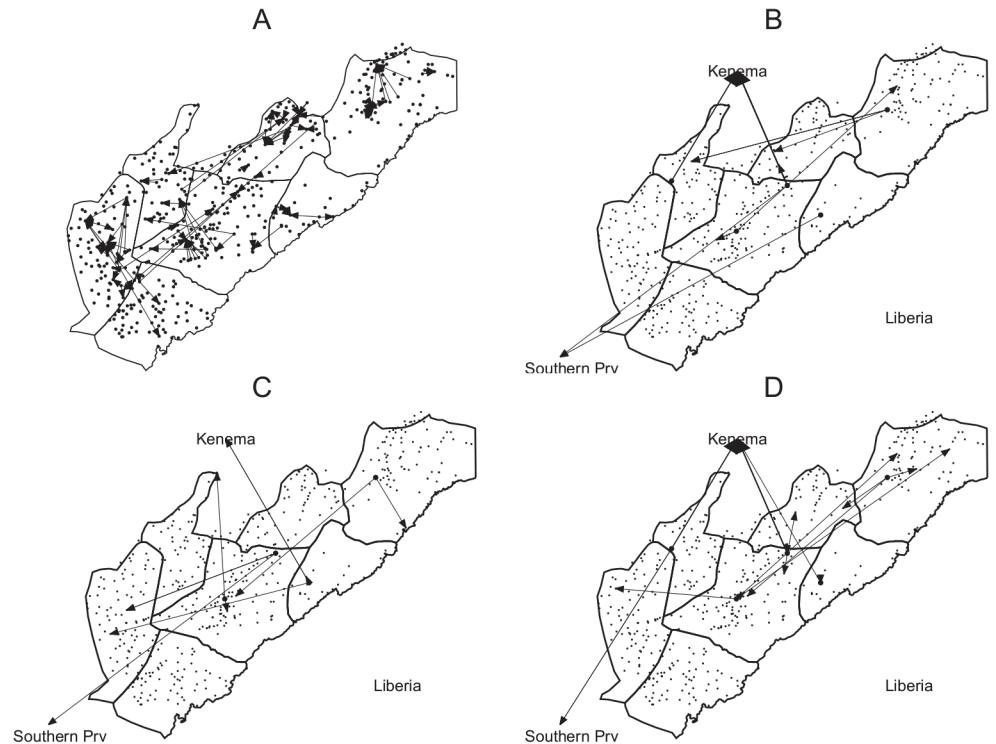 A
B
Kenema
Liberia
Southern Prv
C
D
Kenema
Kenema
Liberia
Liberia
Southern Prv
Southern Prv